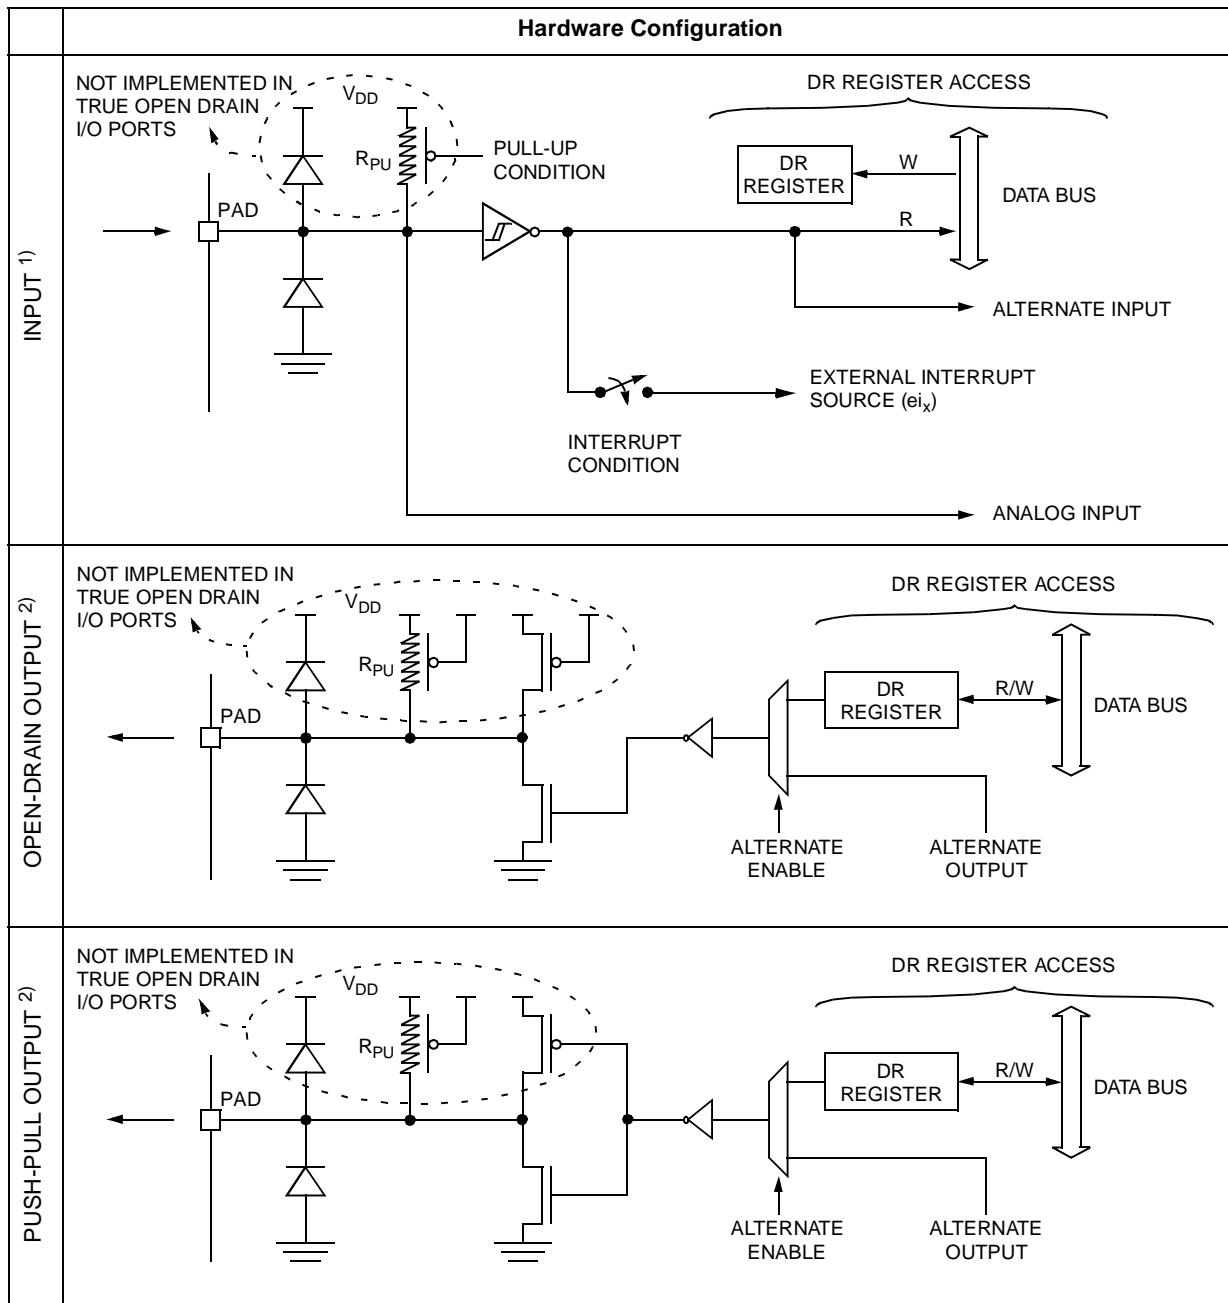 Hardware Configuration
INPUT 1)
NOT IMPLEMENTED IN
TRUE OPEN DRAIN
I/O PORTS
VDD
RPU
PULL-UP
CONDITION
PAD
DR REGISTER ACCESS
DR
REGISTER
W
R
DATA BUS
ALTERNATE INPUT
EXTERNAL INTERRUPT
SOURCE (eix)
INTERRUPT
CONDITION
ANALOG INPUT
OPEN-DRAIN OUTPUT 2)
NOT IMPLEMENTED IN
TRUE OPEN DRAIN
I/O PORTS
VDD
RPU
PAD
DR REGISTER ACCESS
DR
REGISTER
R/W
DATA BUS
ALTERNATE
ENABLE
ALTERNATE
OUTPUT
PUSH-PULL OUTPUT 2)
NOT IMPLEMENTED IN
TRUE OPEN DRAIN
I/O PORTS
VDD
RPU
PAD
DR REGISTER ACCESS
DR
REGISTER
R/W
DATA BUS
ALTERNATE
ENABLE
ALTERNATE
OUTPUT